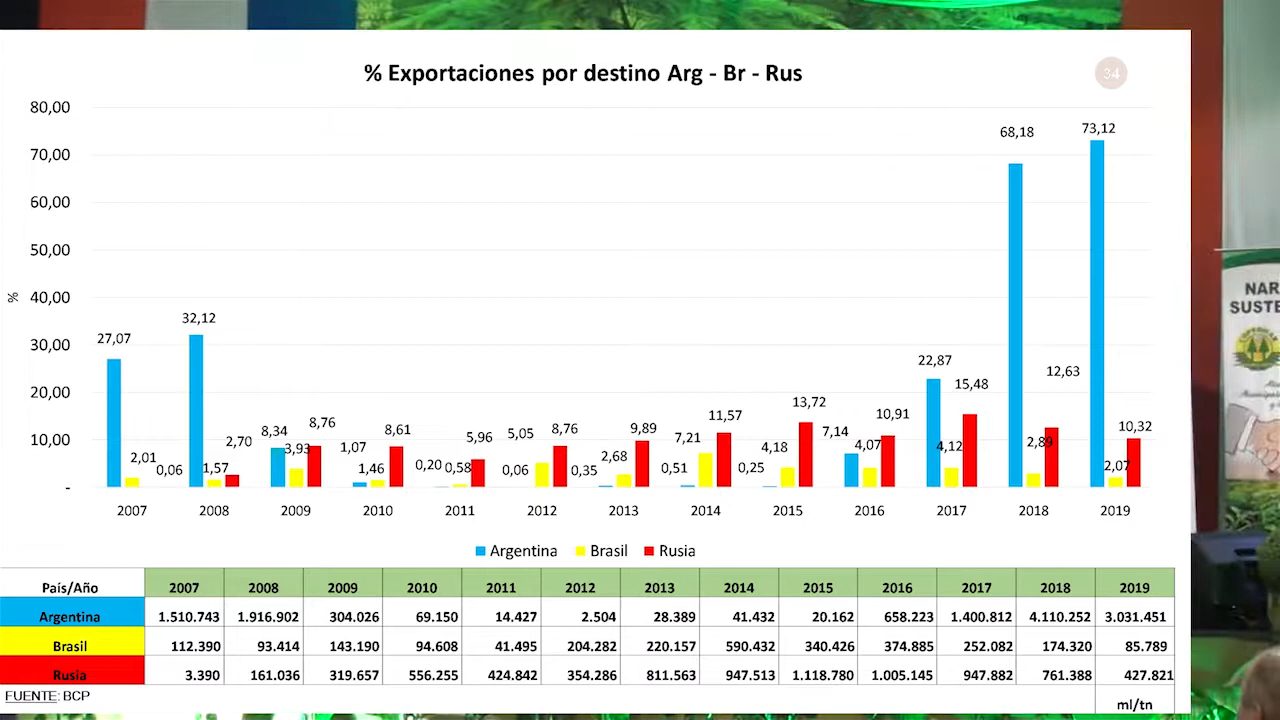 % Exportaciones por destino Arg - Br - Rus
34
80,00
70,00
60,00
50,00
40,00
30,00
20,00
10,00
-
%
27,07 2,01 0,06
32,12 1,57 2,70
8,34 3,93 8,76
1,07 1,46 8,61
0,20 0,58 5,96
0,06 5,05 8,76
0,35 2,68 9,89
0,51 7,21 11,57
0,25 4,18 13,72
7,14 4,07 10,91
22,87 4,12 15,48
68,18 2,89 12,63
73,12 2,07 10,32
2007 2008 2009 2010 2011 2012 2013 2014 2015 2016 2017 2018 2019
Argentina Brasil Rusia
País/Año 2007 2008 2009 2010 2011 2012 2013 2014 2015 2016 2017 2018 2019
Argentina 1.510.743 1.916.902 304.026 69.150 14.427 2.504 28.389 41.432 20.162 658.223 1.400.812 4.110.252 3.031.451
Brasil 112.390 93.414 143.190 94.608 41.495 204.282 220.157 590.432 340.426 374.885 252.082 174.320 85.789
Rusia 3.390 161.036 319.657 556.255 424.842 354.286 811.563 947.513 1.118.780 1.005.145 947.882 761.388 427.821
FUENTE: BCP
ml/tn
NAR
SUSTE